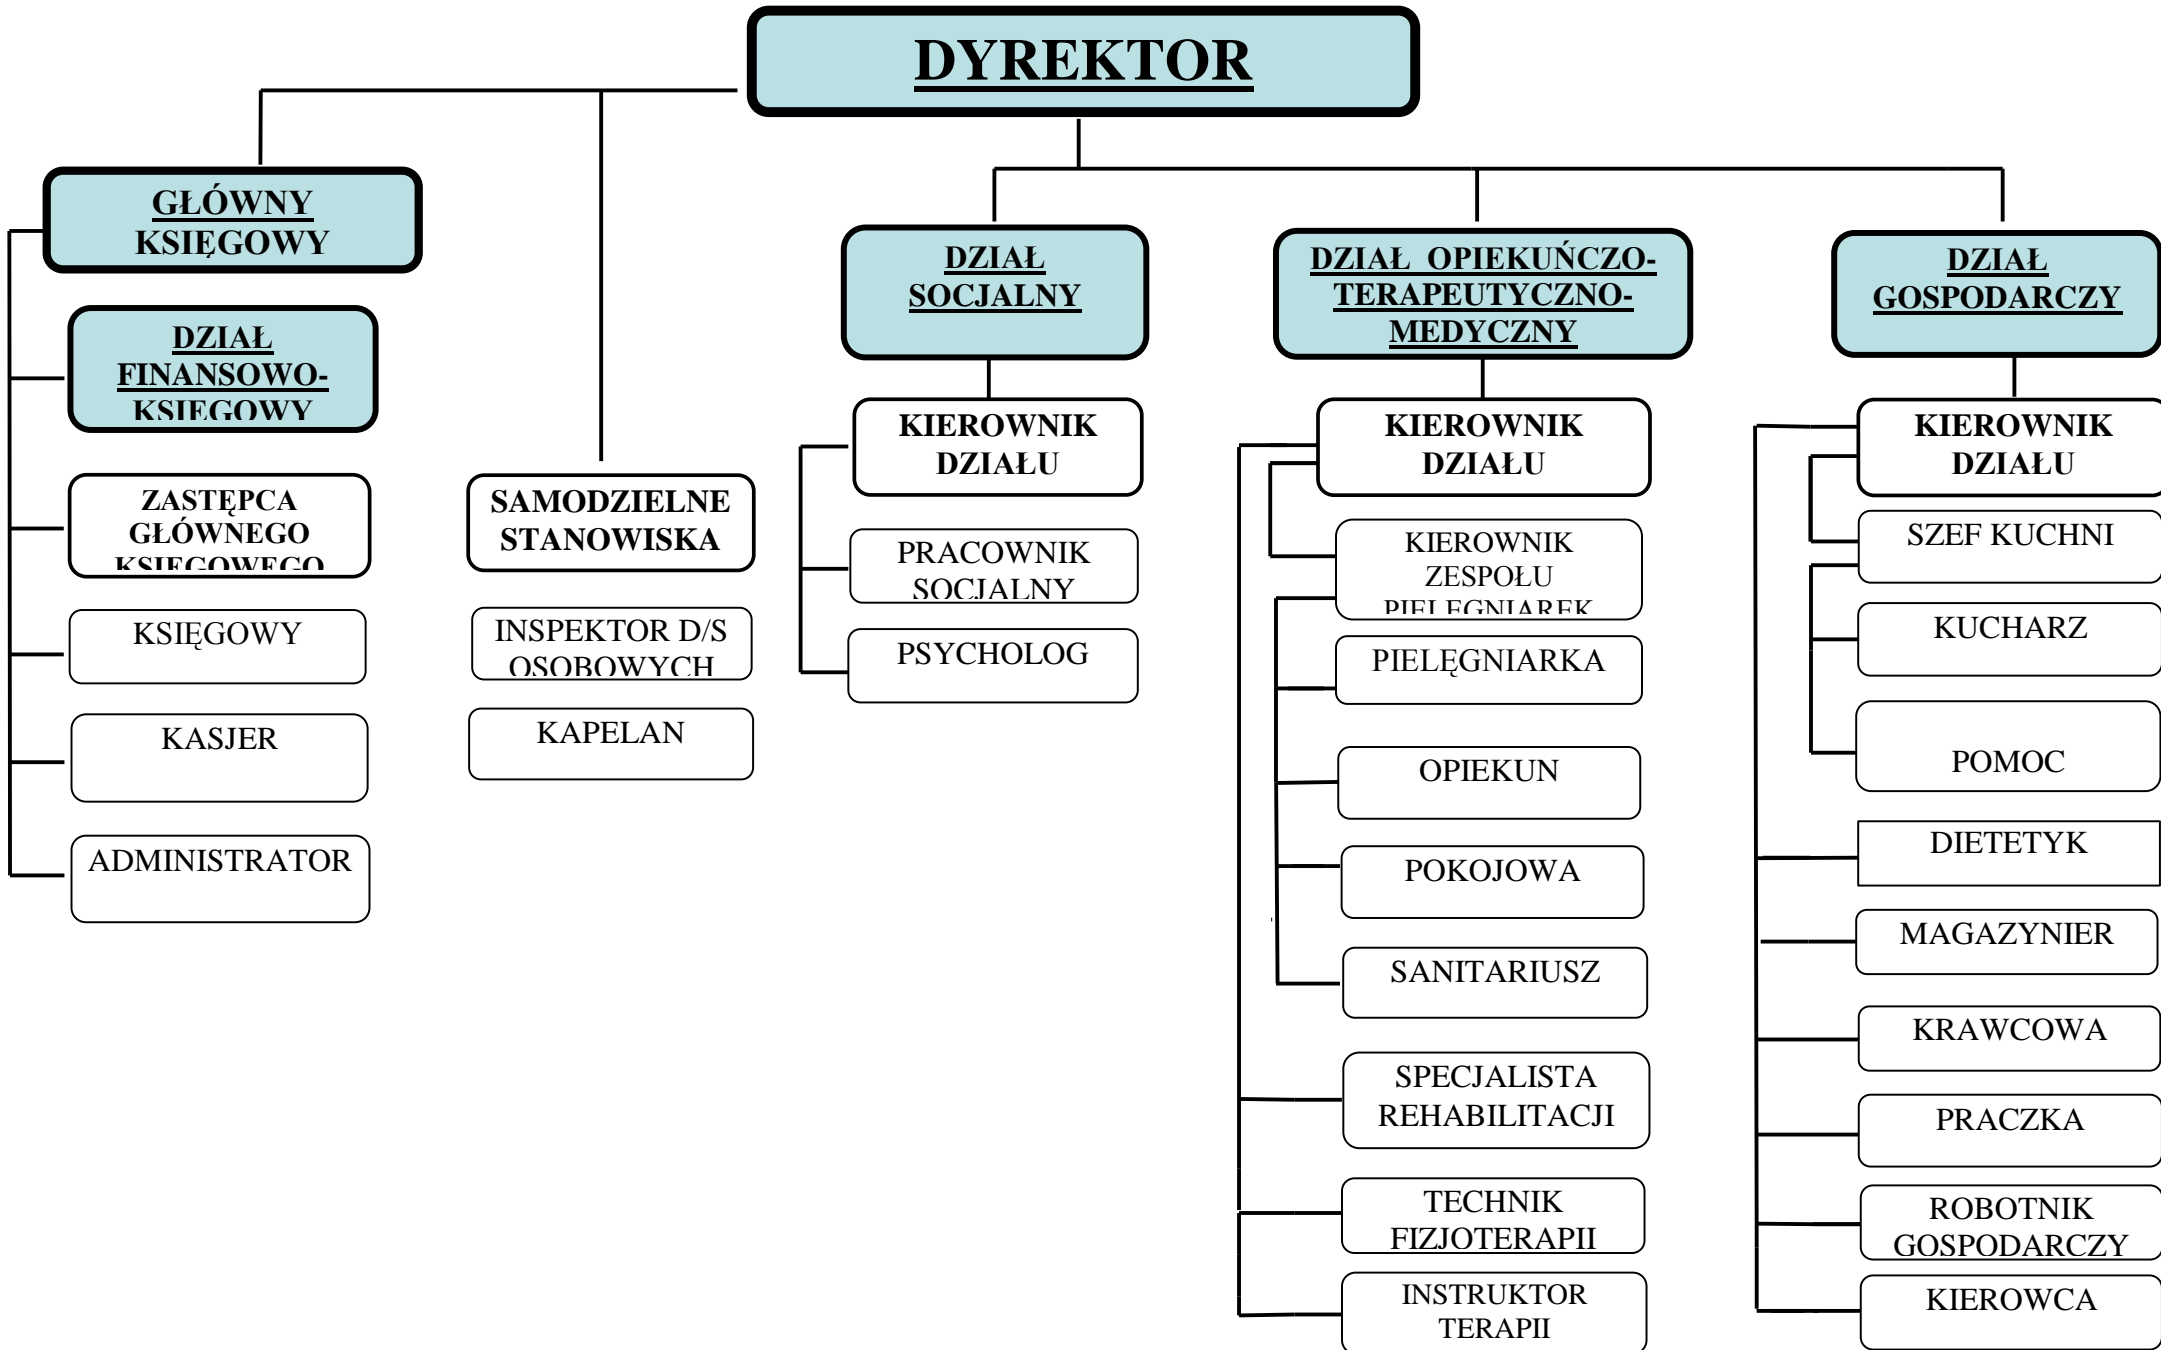 DYREKTOR
GŁÓWNY
KSIĘGOWY
DZIAŁ
FINANSOWO-
KSIĘGOWY
ZASTĘPCA
GŁÓWNEGO
KSIĘGOWEGO
KSIĘGOWY
KASJER
ADMINISTRATOR
SAMODZIELNE
STANOWISKA
INSPEKTOR D/S
OSOBOWYCH
KAPELAN
DZIAŁ
SOCJALNY
KIEROWNIK
DZIAŁU
PRACOWNIK
SOCJALNY
PSYCHOLOG
DZIAŁ OPIEKUŃCZO-
TERAPEUTYCZNO-
MEDYCZNY
KIEROWNIK
DZIAŁU
KIEROWNIK
ZESPOŁU
PIELĘGNIAREK
PIELĘGNIARKA
OPIEKUN
POKOJOWA
SANITARIUSZ
SPECJALISTA
REHABILITACJI
TECHNIK
FIZJOTERAPII
INSTRUKTOR
TERAPII
DZIAŁ
GOSPODARCZY
KIEROWNIK
DZIAŁU
SZEF KUCHNI
KUCHARZ
POMOC
DIETETYK
MAGAZYNIER
KRAWCOWA
PRACZKA
ROBOTNIK
GOSPODARCZY
KIEROWCA